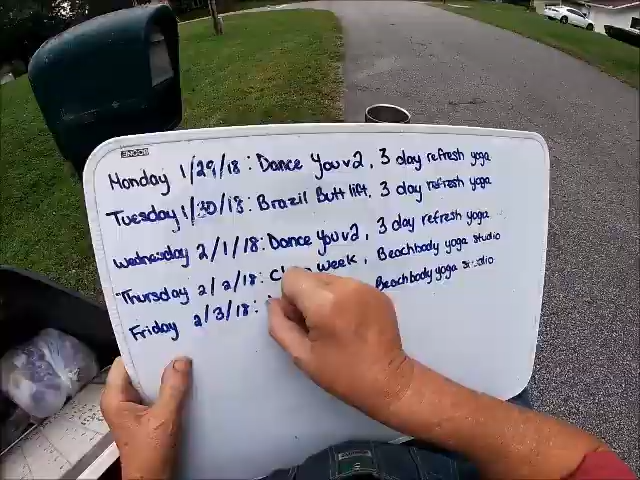 Monday 1/29/18: Dance You v2, 3 day refresh yoga
Tuesday 1/30/18: Brazil Butt lift, 3 day refresh yoga
Wednesday 2/1/18: Dance You v2, 3 day refresh yoga
Thursday 2/2/18: week, Beachbody yoga studio
Friday 2/3/18: Beachbody yoga studio